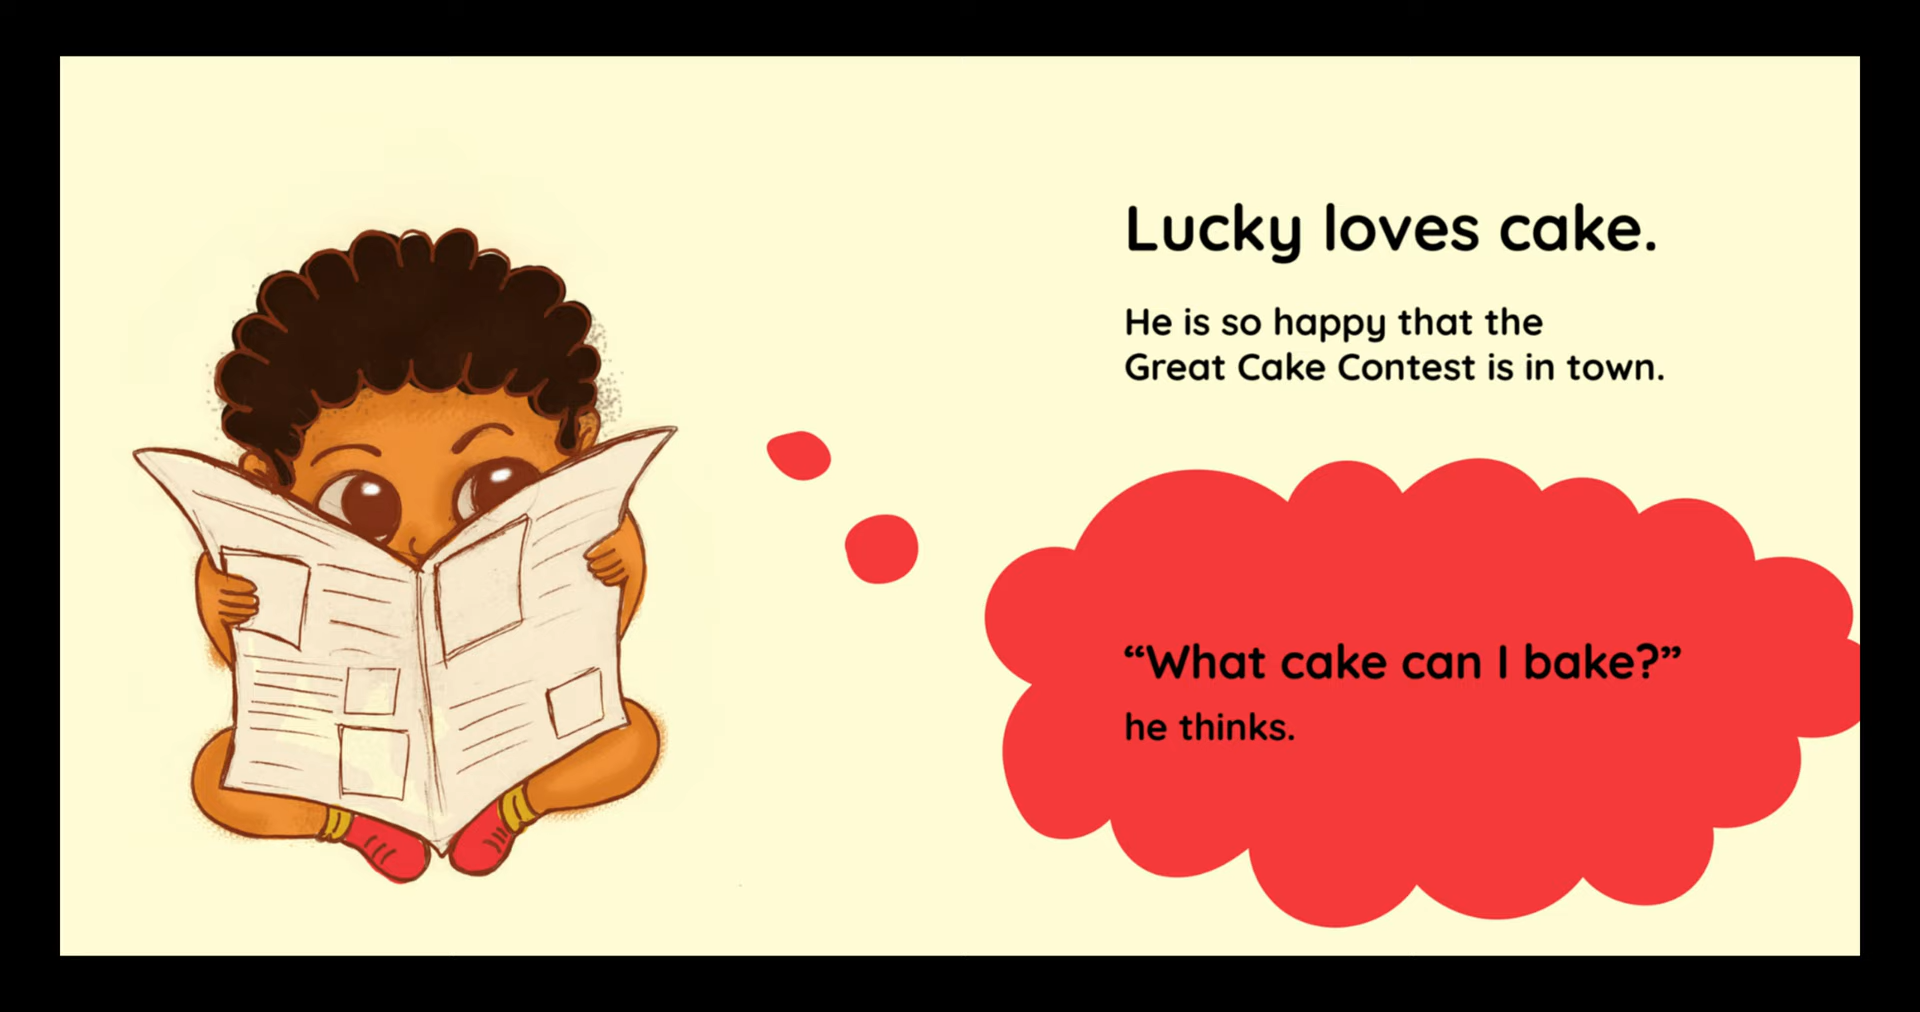 Lucky loves cake.
He is so happy that the
Great Cake Contest is in town.
“What cake can I bake?”
he thinks.